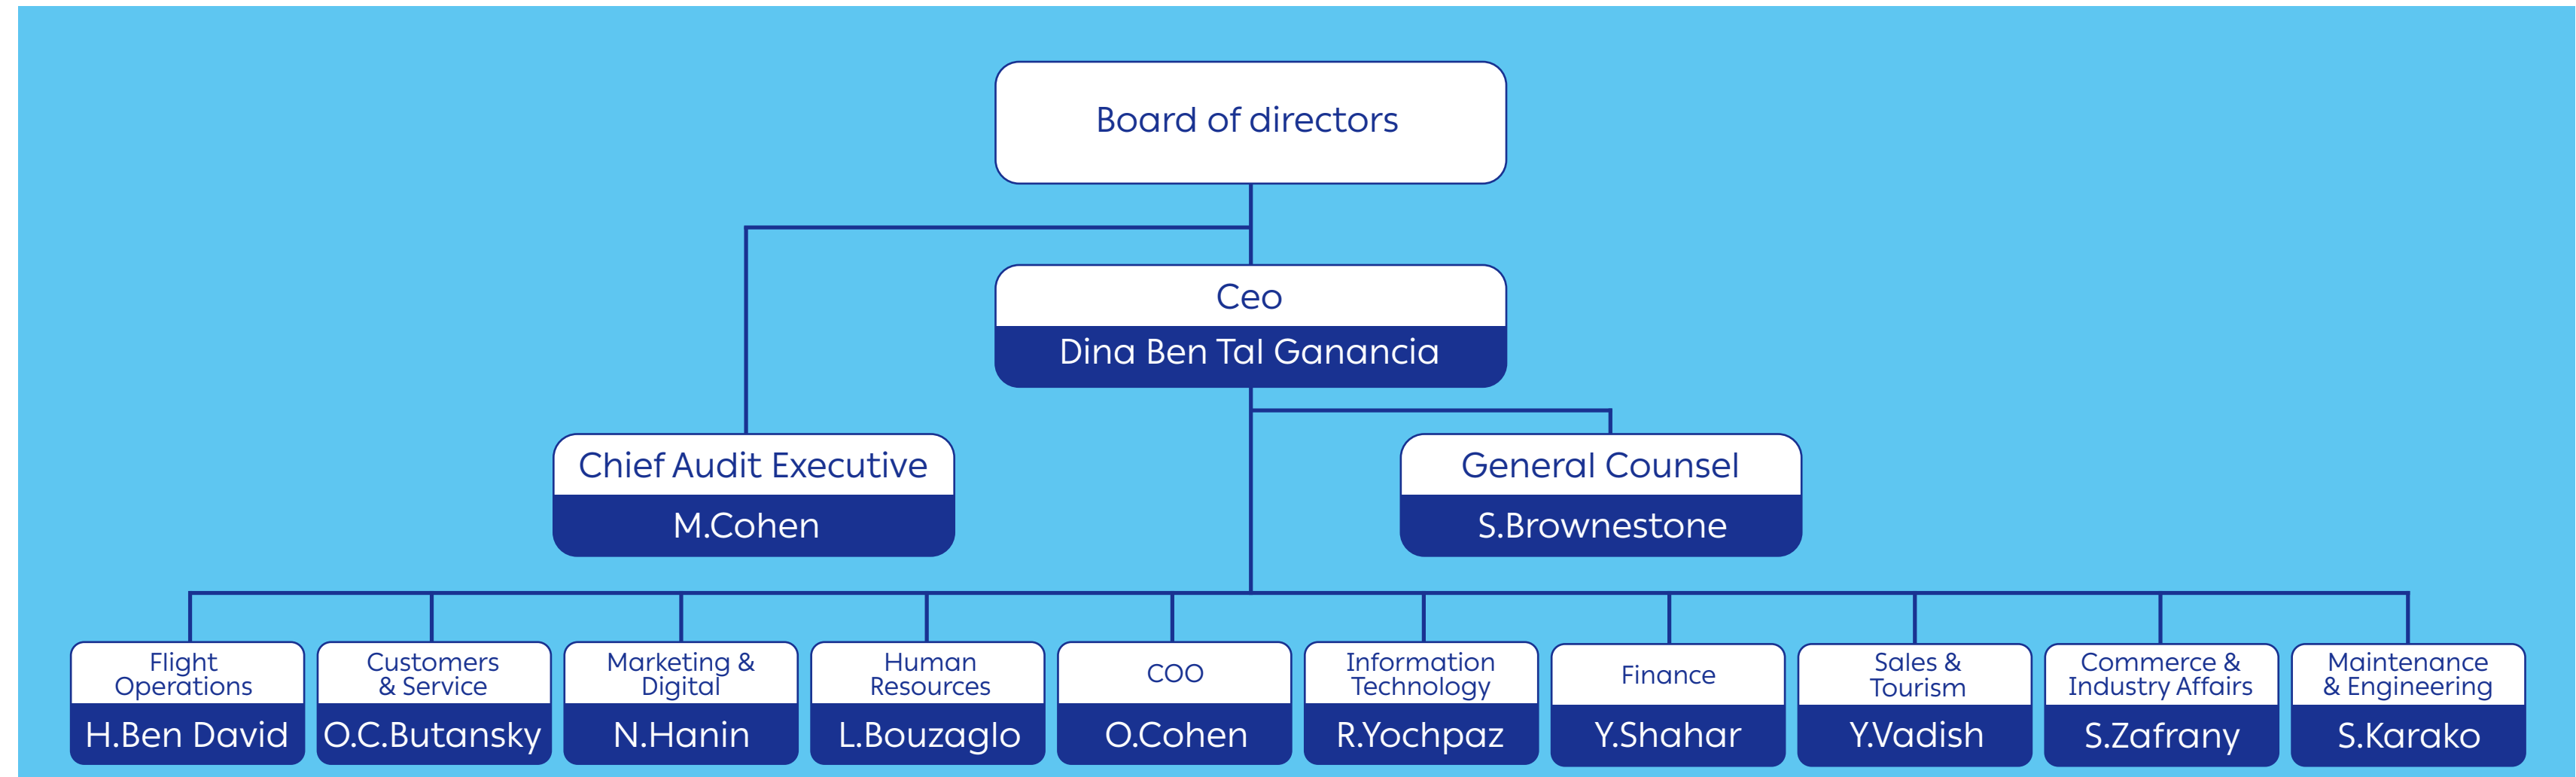 Board of directors
Ceo
Dina Ben Tal Ganancia
Chief Audit Executive
M.Cohen
General Counsel
S.Brownestone
Flight
Operations
H.Ben David
Customers
& Service
O.C.Butansky
Marketing &
Digital
N.Hanin
Human
Resources
L.Bouzaglo
COO
O.Cohen
Information
Technology
R.Yochpaz
Finance
Y.Shahar
Sales &
Tourism
Y.Vadish
Commerce &
Industry Affairs
S.Zafrany
Maintenance
& Engineering
S.Karako